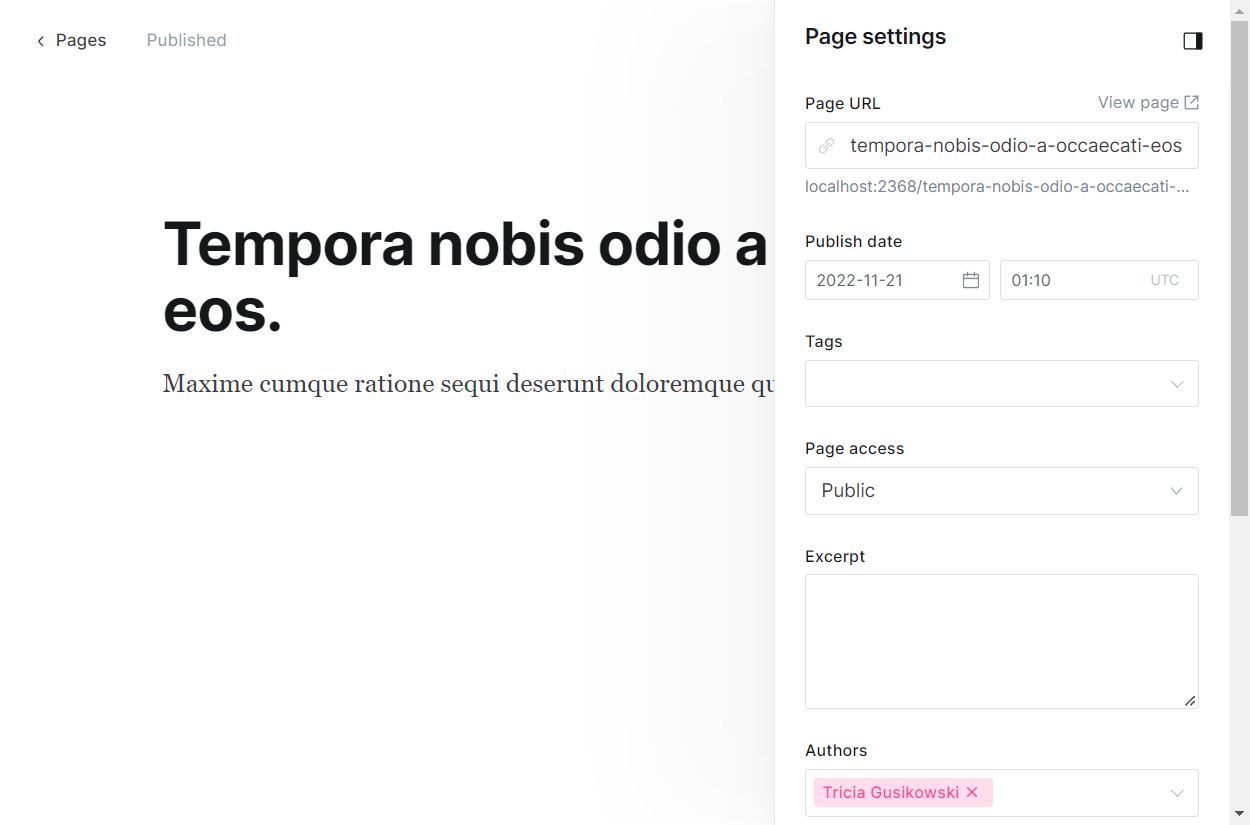 Pages
Published
Tempora nobis odio a
eos.
Maxime cumque ratione sequi deserunt doloremque qu
Page settings
Page URL
View page
tempora-nobis-odio-a-occaecati-eos
localhost:2368/tempora-nobis-odio-a-occaecati-...
Publish date
2022-11-21
01:10
UTC
Tags
Page access
Public
Excerpt
Authors
Tricia Gusikowski